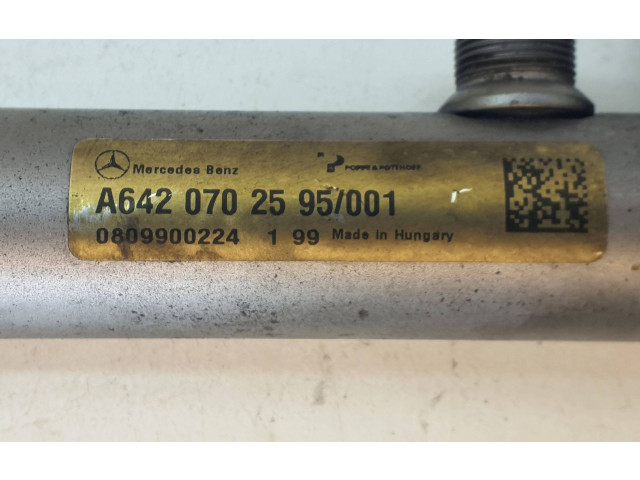 Mercedes Benz POPPE & POTTHOFF
A642 070 25 95/001
0809900224 1 99 Made in Hungary